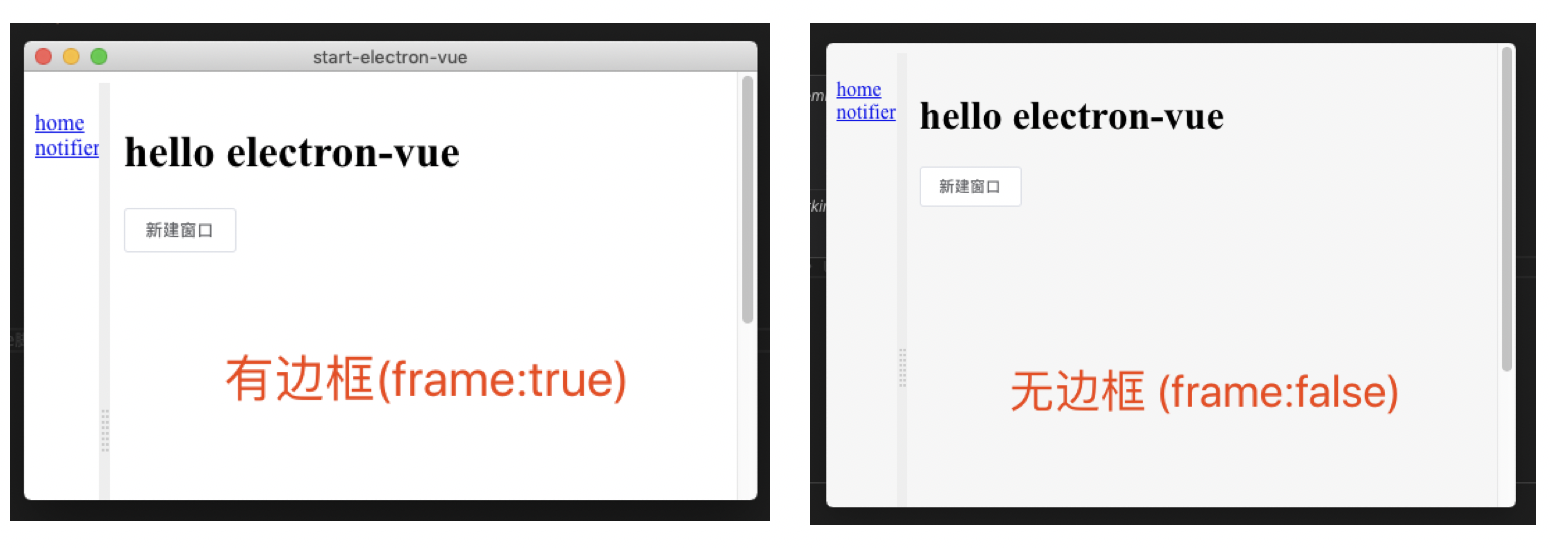 start-electron-vue
home
notifier
hello electron-vue
新建窗口
有边框(frame:true)
home
notifier
hello electron-vue
新建窗口
无边框 (frame:false)